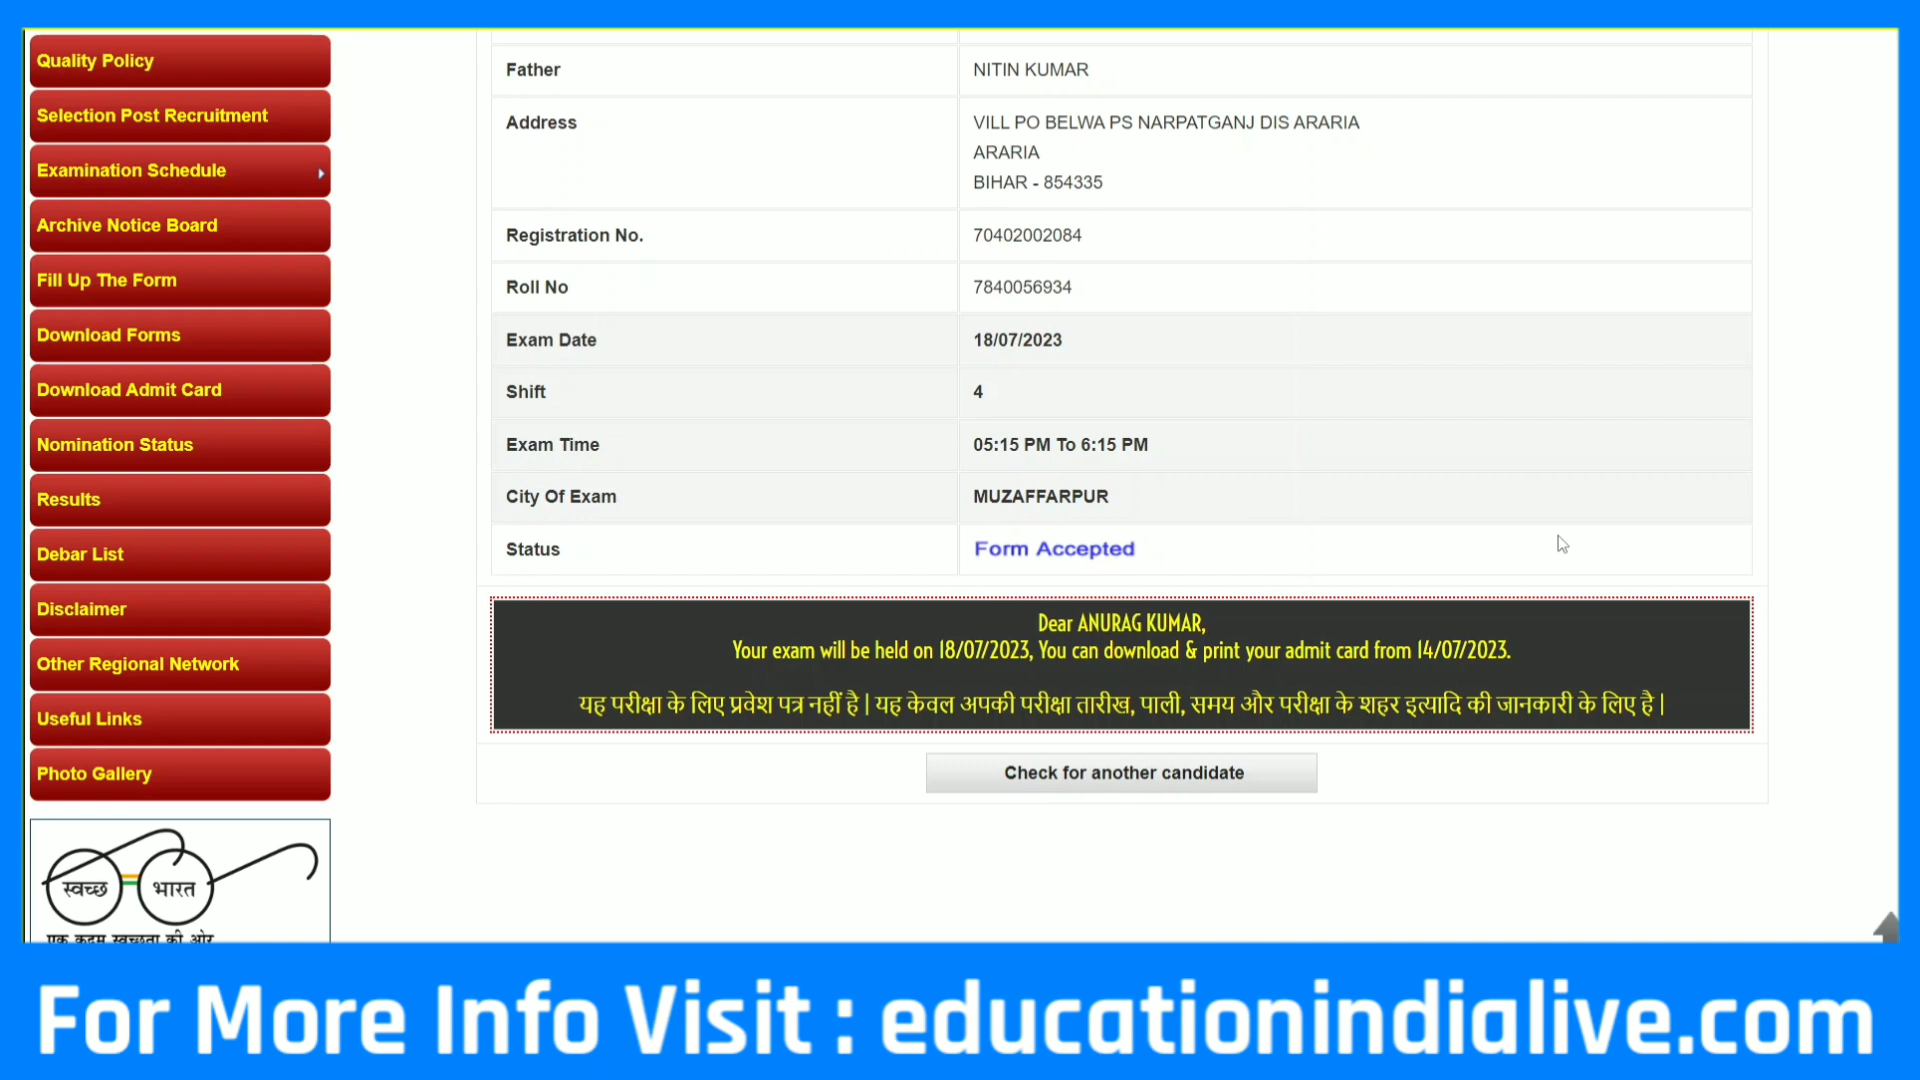 Quality Policy
Selection Post Recruitment
Examination Schedule
Archive Notice Board
Fill Up The Form
Download Forms
Download Admit Card
Nomination Status
Results
Debar List
Disclaimer
Other Regional Network
Useful Links
Photo Gallery
स्वच्छ भारत
एक कदम स्वच्छता की ओर
Father NITIN KUMAR
Address VILL PO BELWA PS NARPATGANJ DIS ARARIA
ARARIA
BIHAR - 854335
Registration No. 70402002084
Roll No 7840056934
Exam Date 18/07/2023
Shift 4
Exam Time 05:15 PM To 6:15 PM
City Of Exam MUZAFFARPUR
Status Form Accepted
Dear ANURAG KUMAR,
Your exam will be held on 18/07/2023, You can download & print your admit card from 14/07/2023.
यह परीक्षा के लिए प्रवेश पत्र नहीं है | यह केवल अपकी परीक्षा तारीख, पाली, समय और परीक्षा के शहर इत्यादि की जानकारी के लिए है |
Check for another candidate
For More Info Visit : educationindialive.com